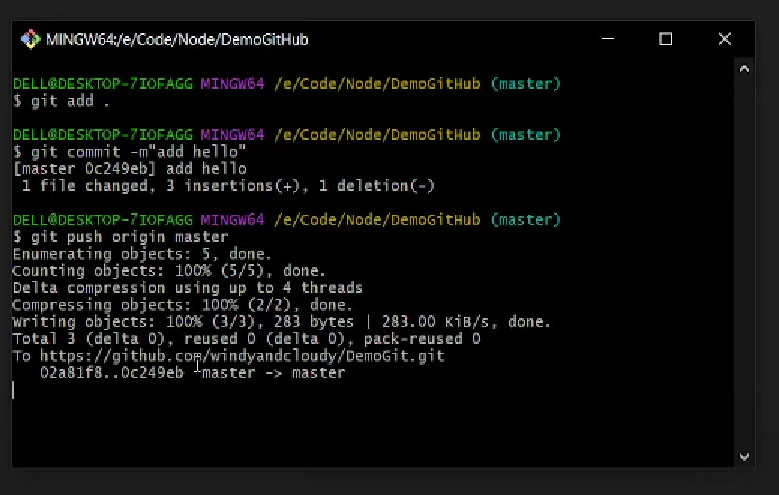 MINGW64:/e/Code/Node/DemoGitHub
DELL@DESKTOP-7IOFAGG MINGW64 /e/Code/Node/DemoGitHub (master)
$ git add .
DELL@DESKTOP-7IOFAGG MINGW64 /e/Code/Node/DemoGitHub (master)
$ git commit -m"add hello"
[master 0c249eb] add hello
1 file changed, 3 insertions(+), 1 deletion(-)
DELL@DESKTOP-7IOFAGG MINGW64 /e/Code/Node/DemoGitHub (master)
$ git push origin master
Enumerating objects: 5, done.
Counting objects: 100% (5/5), done.
Delta compression using up to 4 threads
Compressing objects: 100% (2/2), done.
Writing objects: 100% (3/3), 283 bytes | 283.00 KiB/s, done.
Total 3 (delta 0), reused 0 (delta 0), pack-reused 0
To https://github.com/windyandcloudy/DemoGit.git
02a81f8..0c249eb master -> master